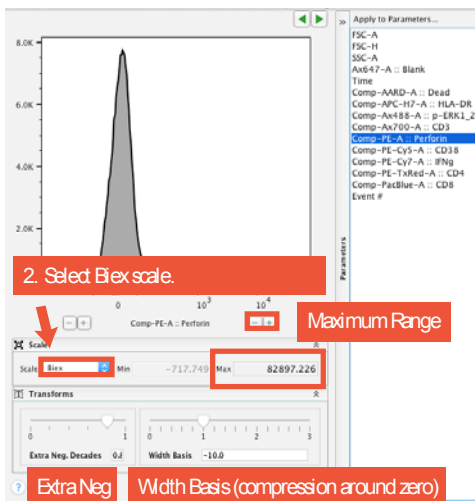 » Apply to Parameters...
FSC-A
FSC-H
SSC-A
Ax647-A :: Blank
Time
Comp-AARD-A :: Dead
Comp-APC-H7-A :: HLA-DR
Comp-Ax488-A :: p-ERK1_2
Comp-Ax700-A :: CD3
Comp-PE-A :: Perforin
Comp-PE-Cy5-A :: CD38
Comp-PE-Cy7-A :: IFNg
Comp-PE-TxRed-A :: CD4
Comp-PacBlue-A :: CD8
Event #
Parameters
8.0K
6.0K
4.0K
2.0K
2. Select Biex scale.
0 10³ 10⁴
- + Comp-PE-A :: Perforin - +
Maximum Range
Scale
Scale Biex Min -717.749 Max 82897.226
T Transforms
0 1 0 1 2 3
Extra Neg. Decades 0.8 Width Basis -10.0
? Extra Neg Width Basis (compression around zero)